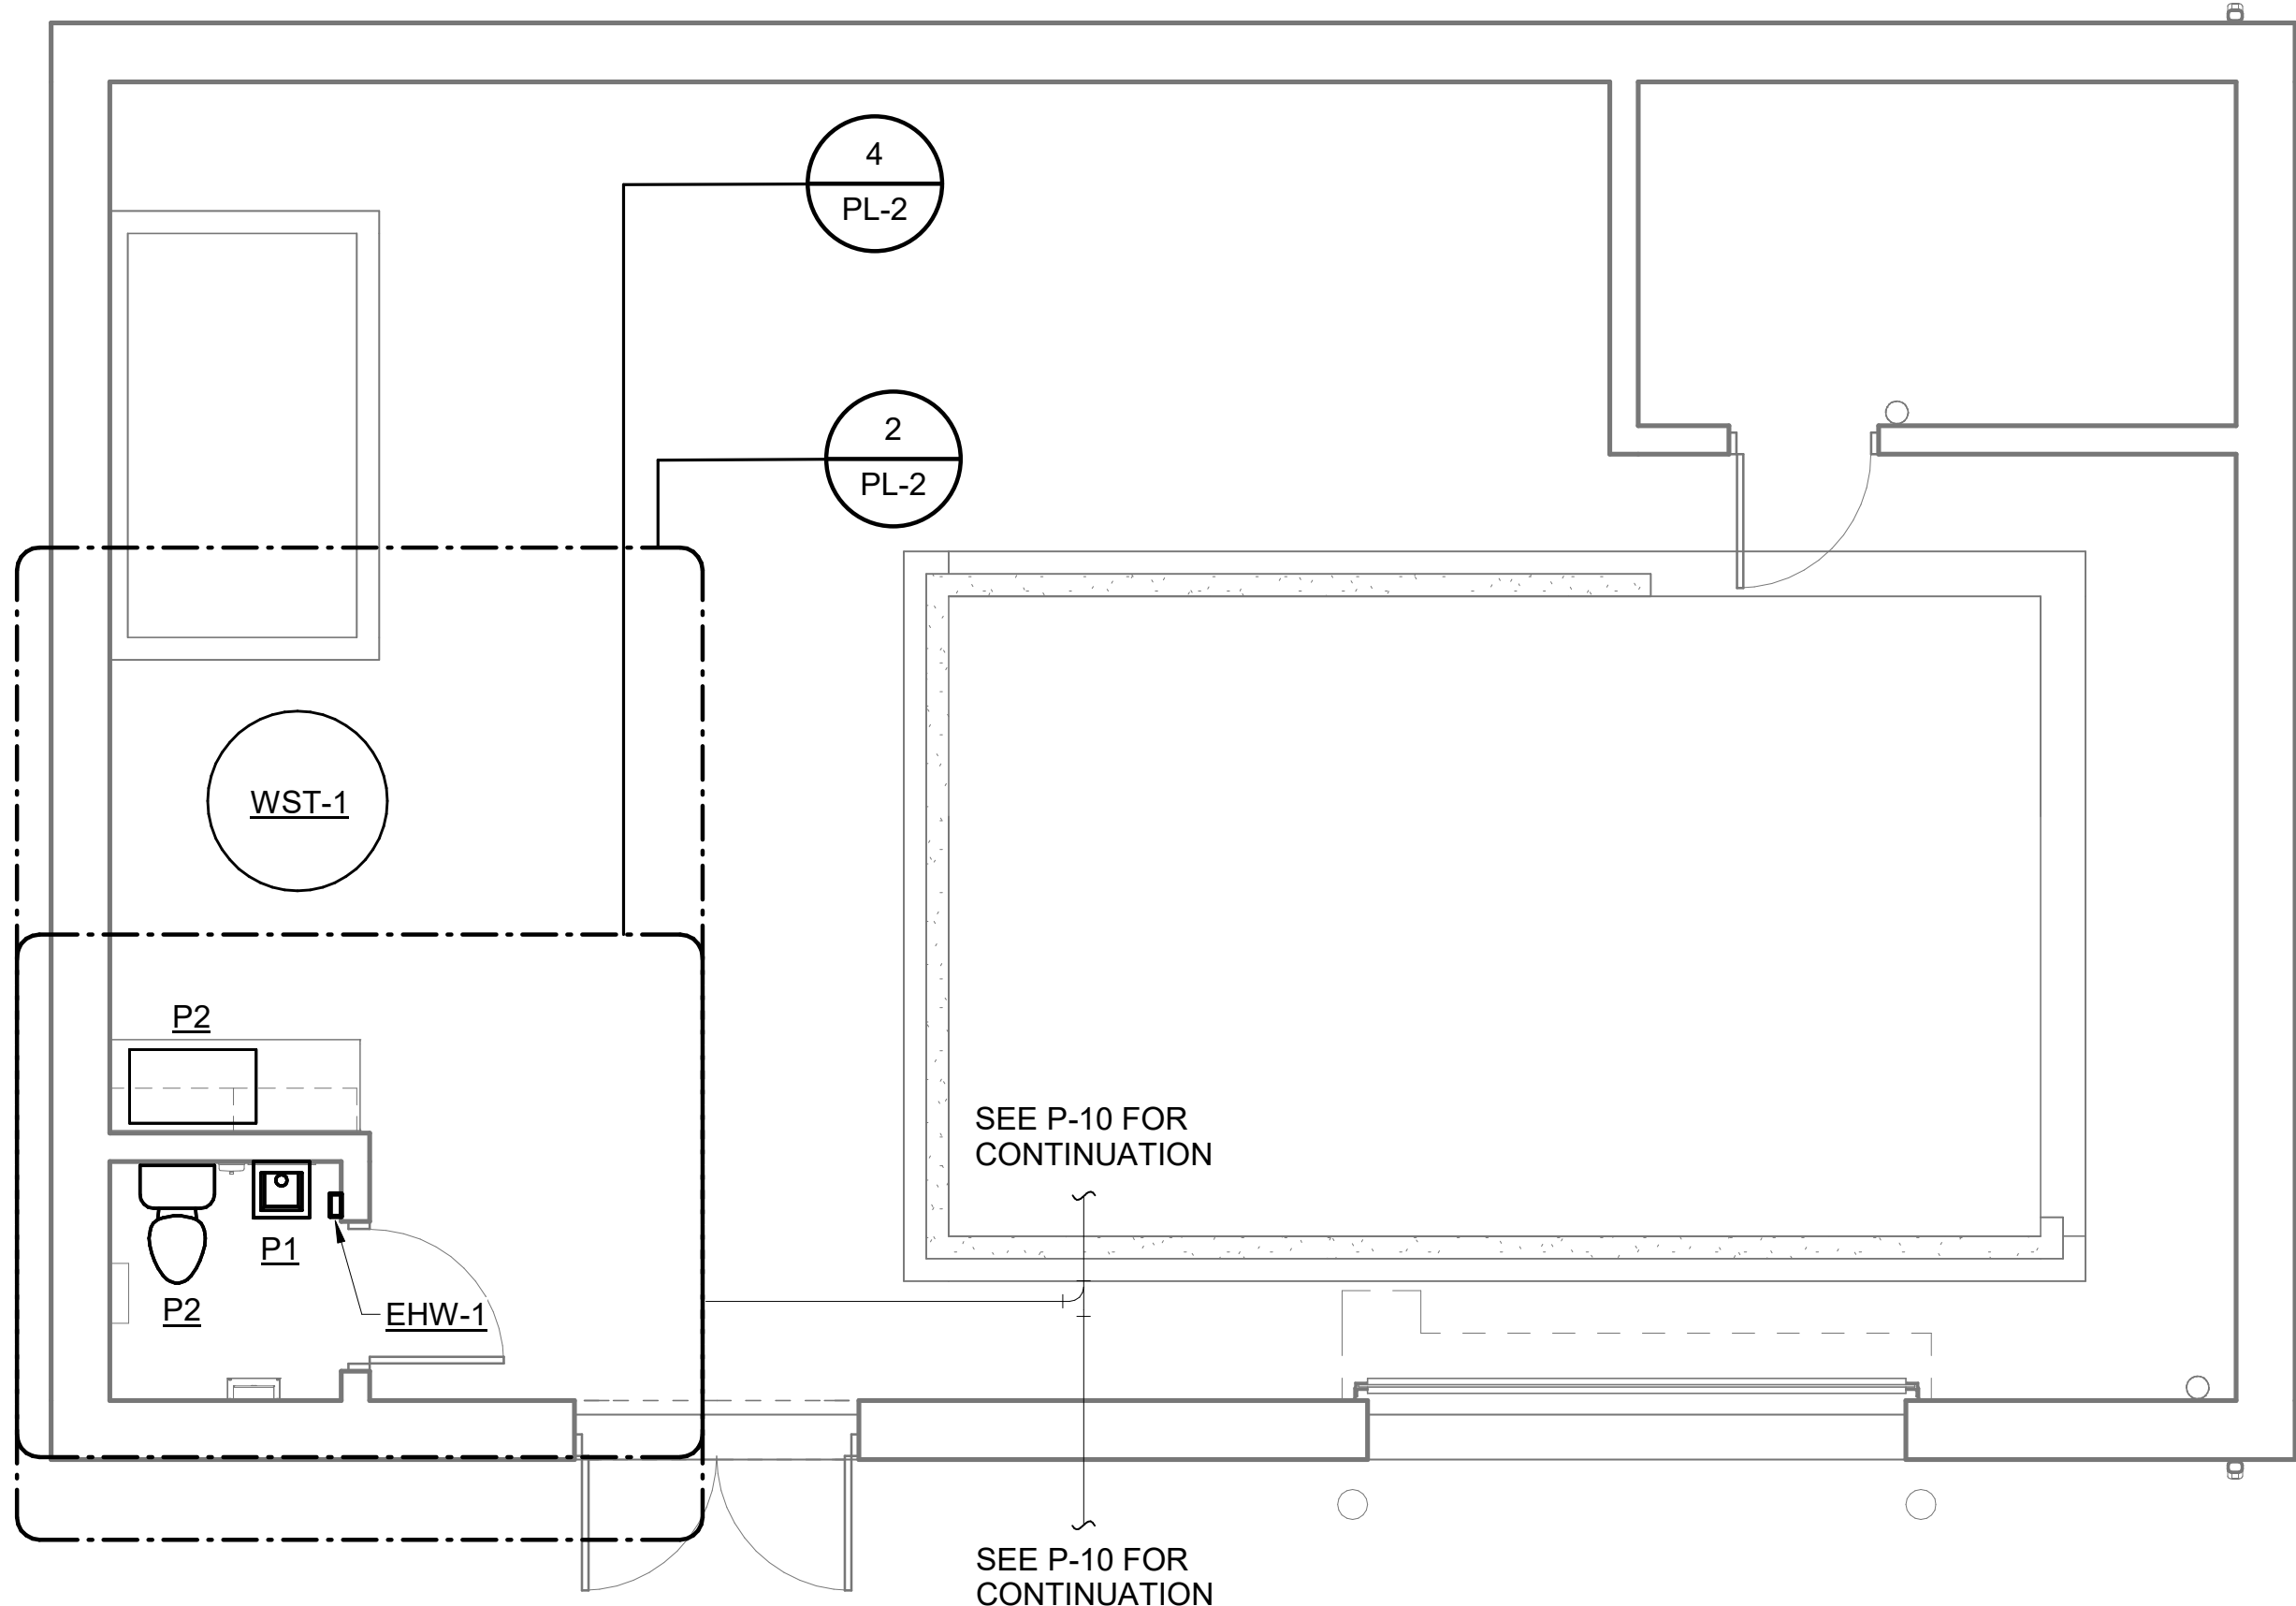 4
PL-2
2
PL-2
WST-1
P2
SEE P-10 FOR
CONTINUATION
P1
P2
EHW-1
SEE P-10 FOR
CONTINUATION